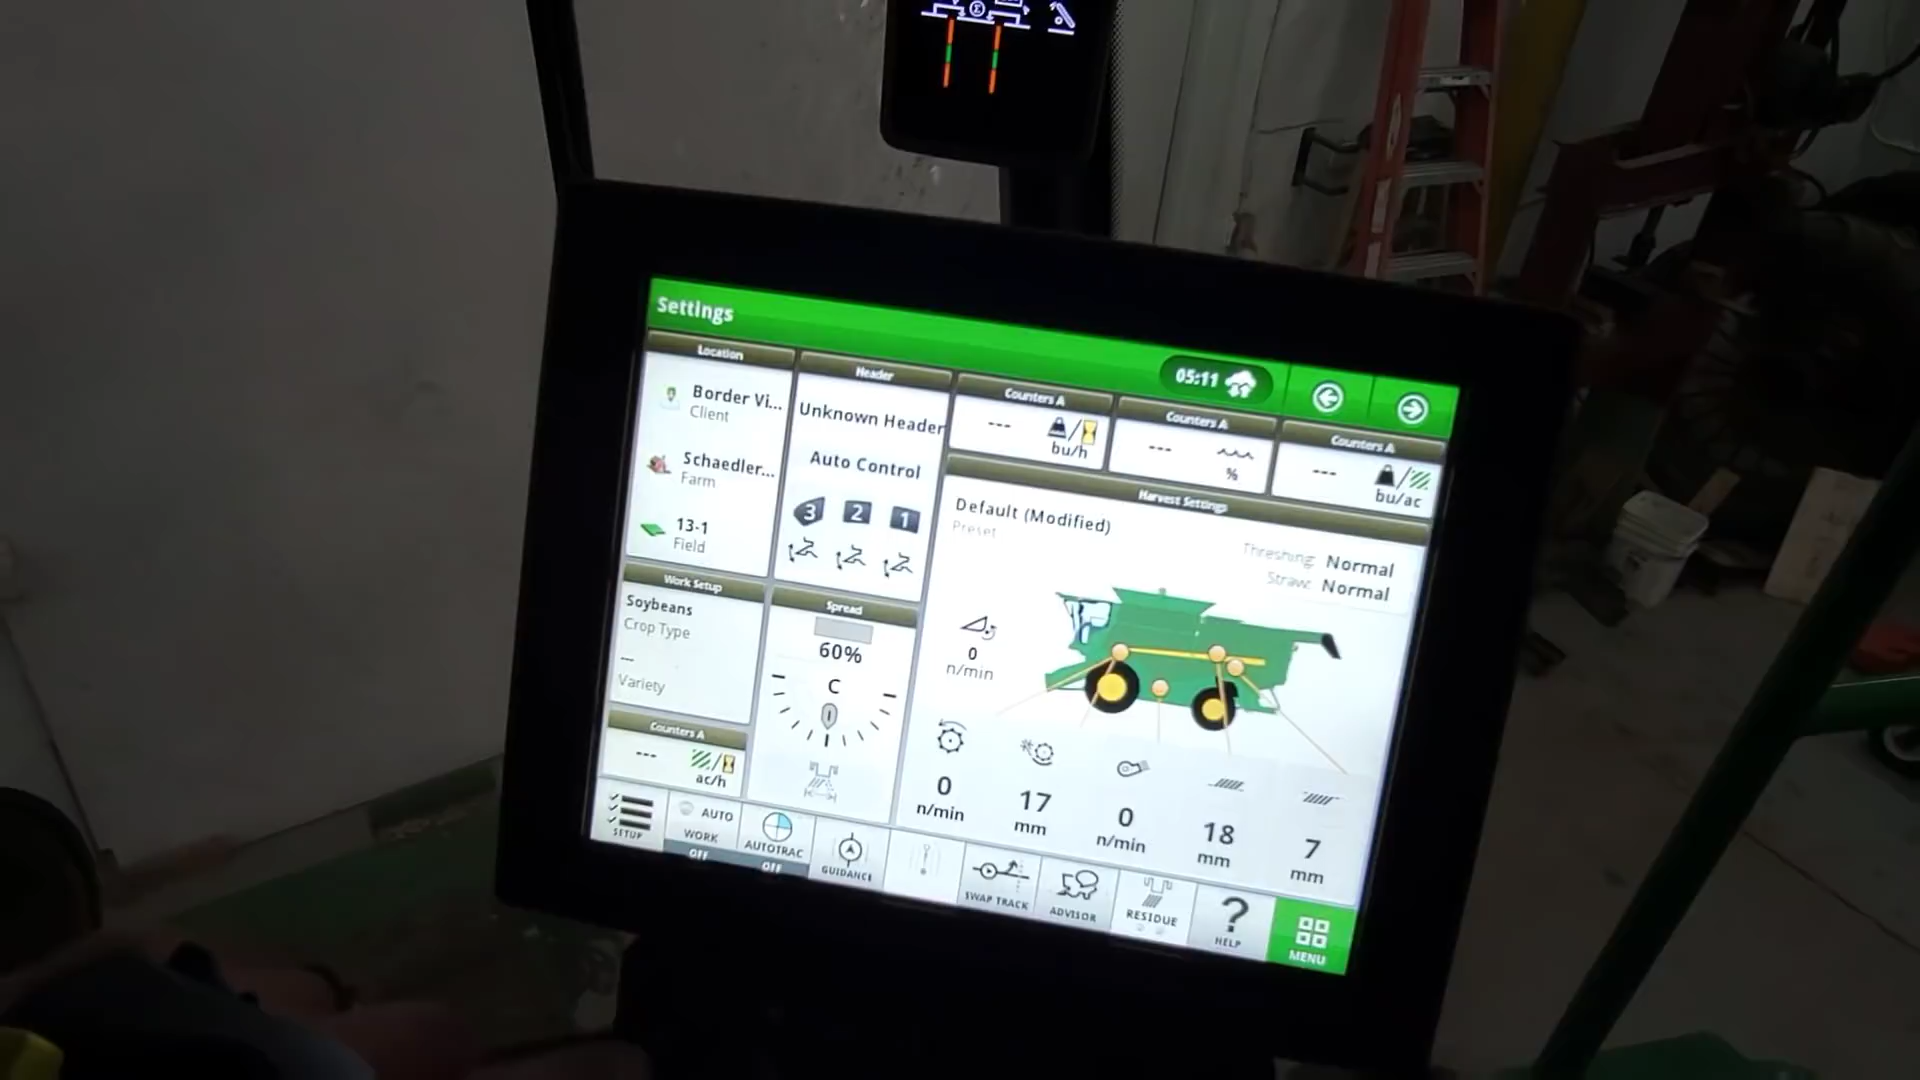 Settings
05:11
Location
Border Vi...
Client
Schaedler...
Farm
13-1
Field
Header
Unknown Header
Auto Control
3 2 1
Counters A
---
bu/h
Counters A
---
%
Counters A
---
bu/ac
Work Setup
Soybeans
Crop Type
---
Variety
Counters A
---
ac/h
Spread
60%
C
Harvest Settings
Default (Modified)
Preset
Threshing: Normal
Straw: Normal
0
n/min
0
n/min
17
mm
0
n/min
18
mm
7
mm
SETUP
AUTO
WORK
OFF
AUTOTRAC
OFF
GUIDANCE
SWAP TRACK
ADVISOR
RESIDUE
?
HELP
MENU